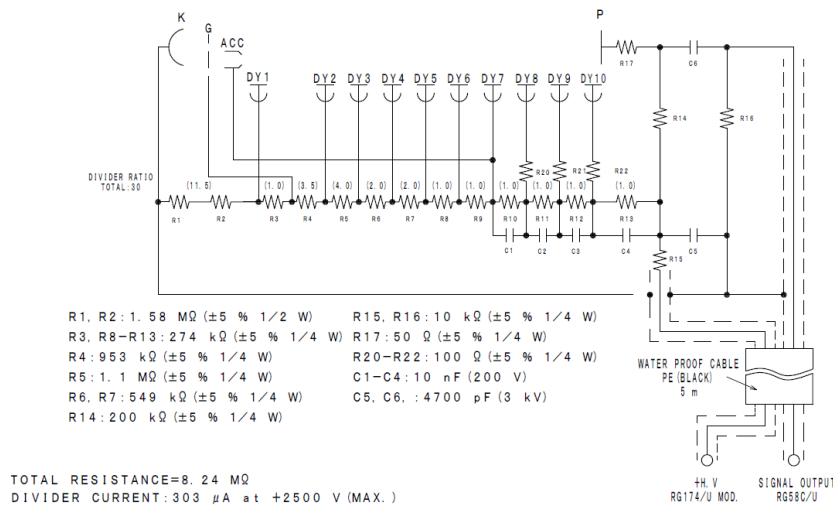 K
G
ACC
P
DY1 DY2 DY3 DY4 DY5 DY6 DY7 DY8 DY9 DY10
R17
C6
R14
R16
R20 R21 R22
DIVIDER RATIO
TOTAL:30
(11.5) (1.0) (3.5) (4.0) (2.0) (2.0) (1.0) (1.0) (1.0) (1.0) (1.0) (1.0)
R1 R2 R3 R4 R5 R6 R7 R8 R9 R10 R11 R12 R13
C1 C2 C3 C4 C5
R15
R1, R2:1.58 MΩ(±5 % 1/2 W)
R3, R8-R13:274 kΩ(±5 % 1/4 W)
R4:953 kΩ(±5 % 1/4 W)
R5:1.1 MΩ(±5 % 1/4 W)
R6, R7:549 kΩ(±5 % 1/4 W)
R14:200 kΩ(±5 % 1/4 W)
R15, R16:10 kΩ(±5 % 1/4 W)
R17:50 Ω(±5 % 1/4 W)
R20-R22:100 Ω(±5 % 1/4 W)
C1-C4:10 nF(200 V)
C5, C6, :4700 pF(3 kV)
WATER PROOF CABLE
PE(BLACK)
5 m
+H.V
RG174/U MOD.
SIGNAL OUTPUT
RG58C/U
TOTAL RESISTANCE=8.24 MΩ
DIVIDER CURRENT:303 μA at +2500 V(MAX.)